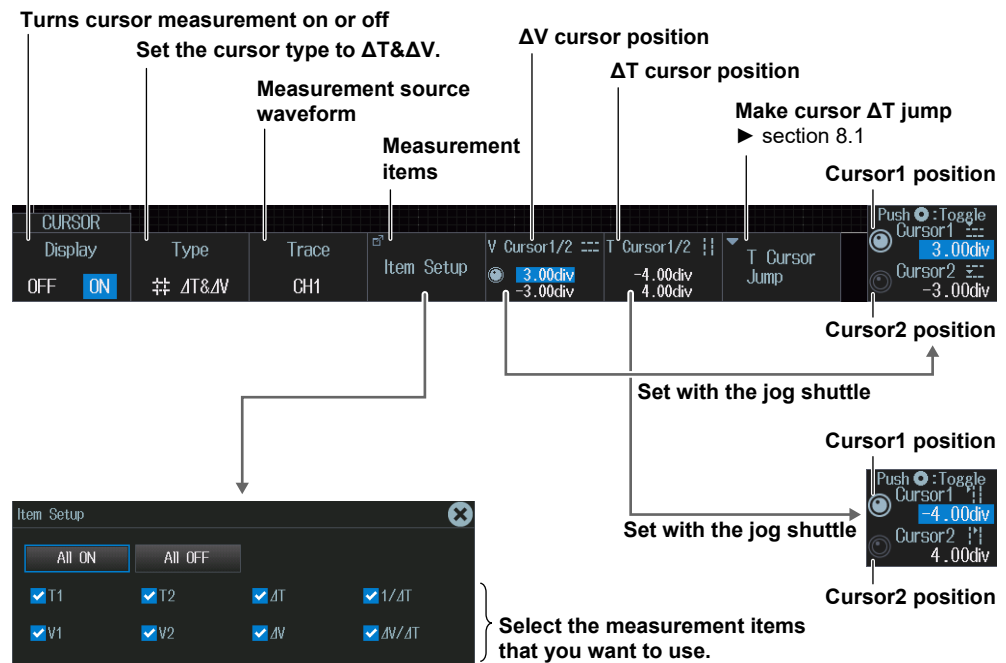 Turns cursor measurement on or off
Set the cursor type to ΔT&ΔV.
Measurement source
waveform
Measurement
items
ΔV cursor position
ΔT cursor position
Make cursor ΔT jump
► section 8.1
Cursor1 position
CURSOR
Display
OFF ON
Type
ΔT&ΔV
Trace
CH1
Item Setup
V Cursor1/2
3.00div
-3.00div
T Cursor1/2
-4.00div
4.00div
T Cursor
Jump
Push :Toggle
Cursor1
3.00div
Cursor2
-3.00div
Cursor2 position
Set with the jog shuttle
Cursor1 position
Push :Toggle
Cursor1
-4.00div
Cursor2
4.00div
Cursor2 position
Set with the jog shuttle
Item Setup
All ON All OFF
T1 T2 ΔT 1/ΔT
V1 V2 ΔV ΔV/ΔT
Select the measurement items
that you want to use.